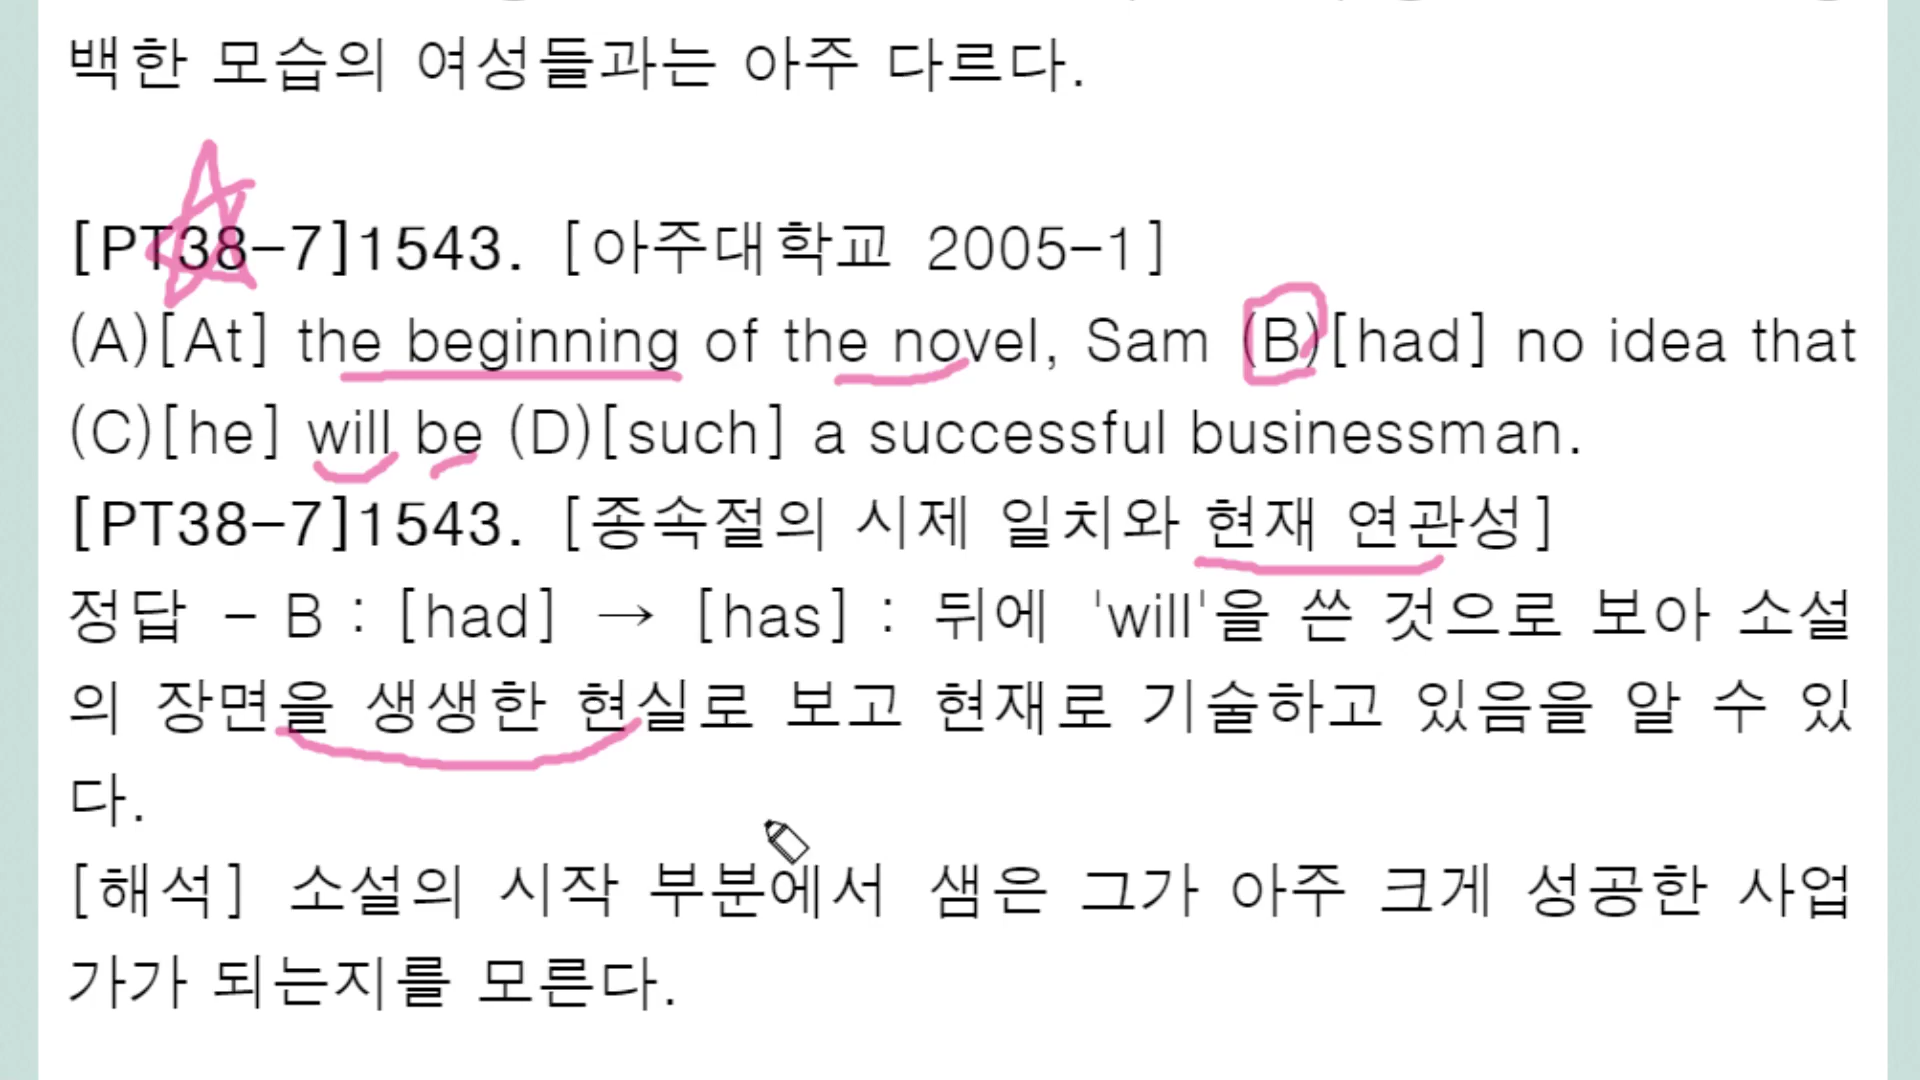 백한 모습의 여성들과는 아주 다르다.
[PT38-7]1543. [아주대학교 2005-1]
(A)[At] the beginning of the novel, Sam (B)[had] no idea that
(C)[he] will be (D)[such] a successful businessman.
[PT38-7]1543. [종속절의 시제 일치와 현재 연관성]
정답 - B : [had] → [has] : 뒤에 'will'을 쓴 것으로 보아 소설
의 장면을 생생한 현실로 보고 현재로 기술하고 있음을 알 수 있
다.
[해석] 소설의 시작 부분에서 샘은 그가 아주 크게 성공한 사업
가가 되는지를 모른다.